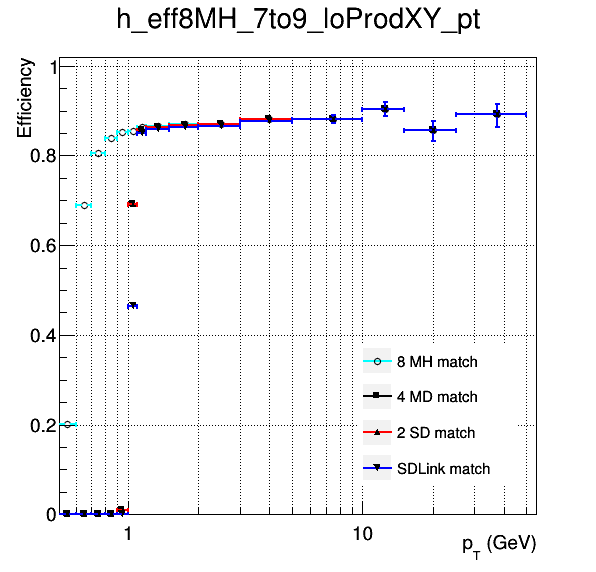 h_eff8MH_7to9_loProdXY_pt
Efficiency
1
0.8
0.6
0.4
0.2
0
8 MH match
4 MD match
2 SD match
SDLink match
1
10
p_T (GeV)